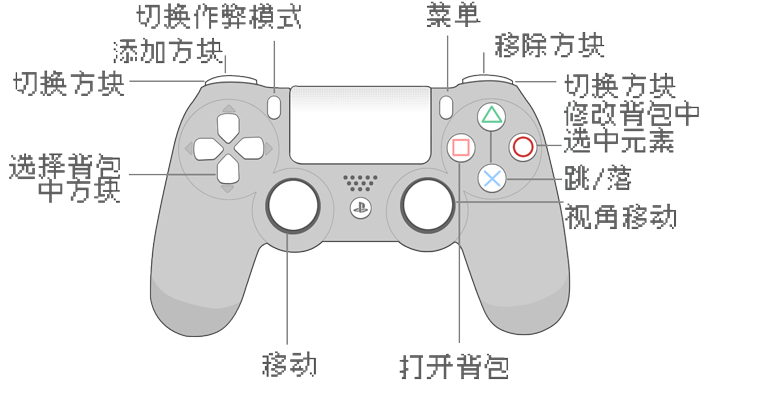 切换作弊模式
菜单
添加方块
移除方块
切换方块
切换方块
修改背包中
选中元素
选择背包
中方块
跳/落
视角移动
移动
打开背包